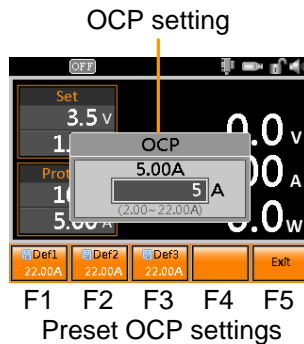 OCP setting
OFF
Set
3.5 V
1.
OCP
5.00A
5 A
(2.00~22.00A)
Prot
1
5.00 A
.0 V
00 A
.0 W
Def1 Def2 Def3 Exit
22.00A 22.00A 22.00A
F1 F2 F3 F4 F5
Preset OCP settings